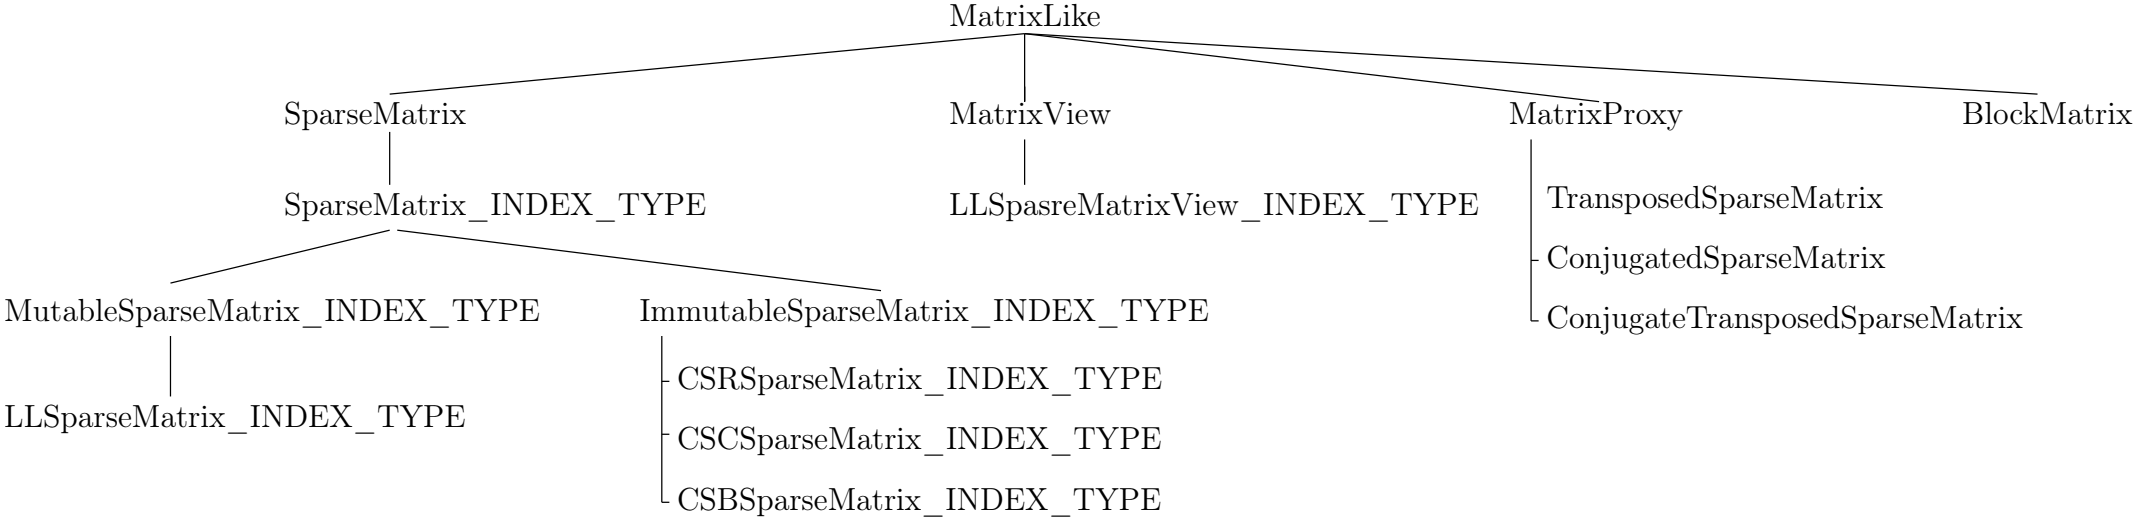 MatrixLike
SparseMatrix
MatrixView
MatrixProxy
BlockMatrix
SparseMatrix_INDEX_TYPE
LLSpasreMatrixView_INDEX_TYPE
TransposedSparseMatrix
ConjugatedSparseMatrix
ConjugateTransposedSparseMatrix
MutableSparseMatrix_INDEX_TYPE
ImmutableSparseMatrix_INDEX_TYPE
LLSparseMatrix_INDEX_TYPE
CSRSparseMatrix_INDEX_TYPE
CSCSparseMatrix_INDEX_TYPE
CSBSparseMatrix_INDEX_TYPE